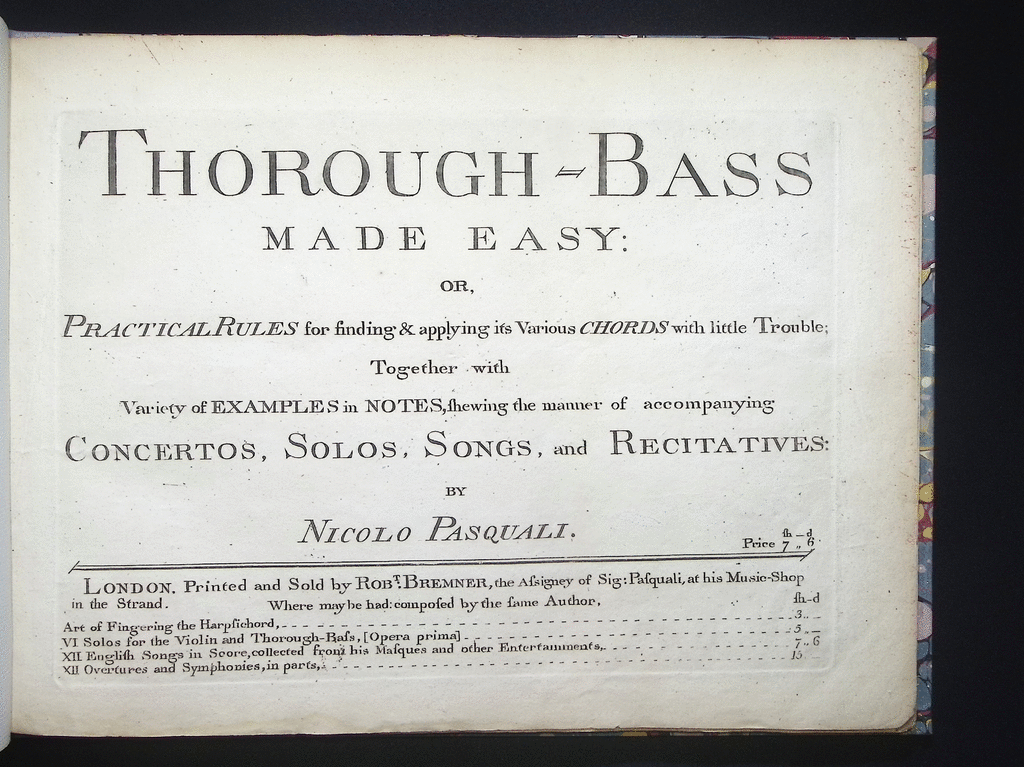 THOROUGH-BASS
MADE EASY:
OR,
PRACTICAL RULES for finding & applying its Various CHORDS with little Trouble;
Together with
Variety of EXAMPLES in NOTES, ſhewing the manner of accompanying
CONCERTOS, SOLOS, SONGS, and RECITATIVES:
BY
NICOLO PASQUALI.
ſh - d
Price 7 „ 6
LONDON. Printed and Sold by ROBT. BREMNER, the Aſsigney of Sig: Paſquali, at his Music-Shop
in the Strand. Where may be had: compoſed by the ſame Author, ſh-d
Art of Fingering the Harpſichord, 3 „
VI Solos for the Violin and Thorough-Baſs, [Opera prima] 5 „
XII Engliſh Songs in Score, collected from his Maſques and other Entertainments, 7 „ 6
XII Overtures and Symphonies, in parts, 15